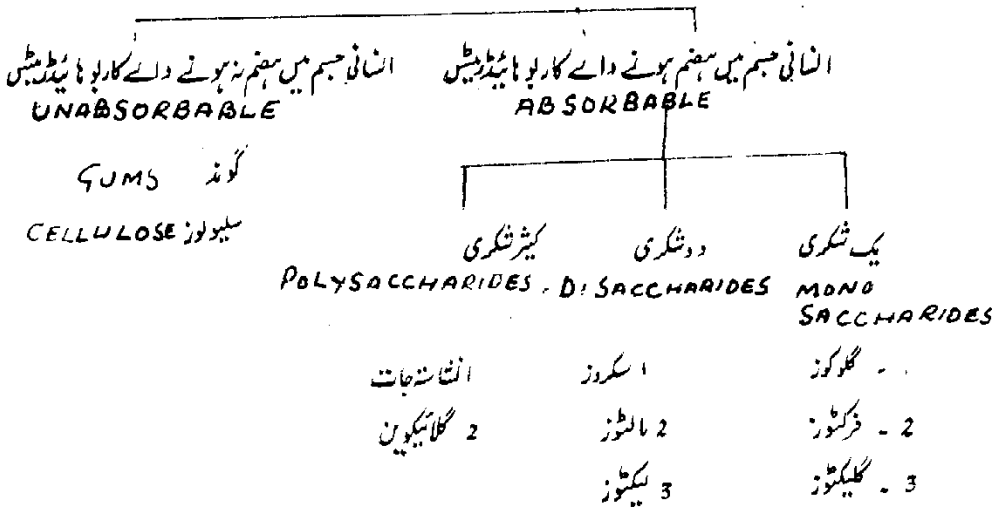 انسانی جسم میں ہضم ہونے والے کاربوہائیڈریٹس
ABSORBABLE
انسانی جسم میں ہضم نہ ہونے والے کاربوہائیڈریٹس
UNABSORBABLE
گوند GUMS
سلیولوز CELLULOSE
یک شکری
MONO
SACCHARIDES
دو شکری
DISACCHARIDES
کیثر شکری
POLYSACCHARIDES
۔ گلوکوز
2 ۔ فرکٹوز
3 ۔ گلیکٹوز
1 سکروز
2 مالٹوز
3 لیکٹوز
1 نشاستہ جات
2 گلائیکوجن